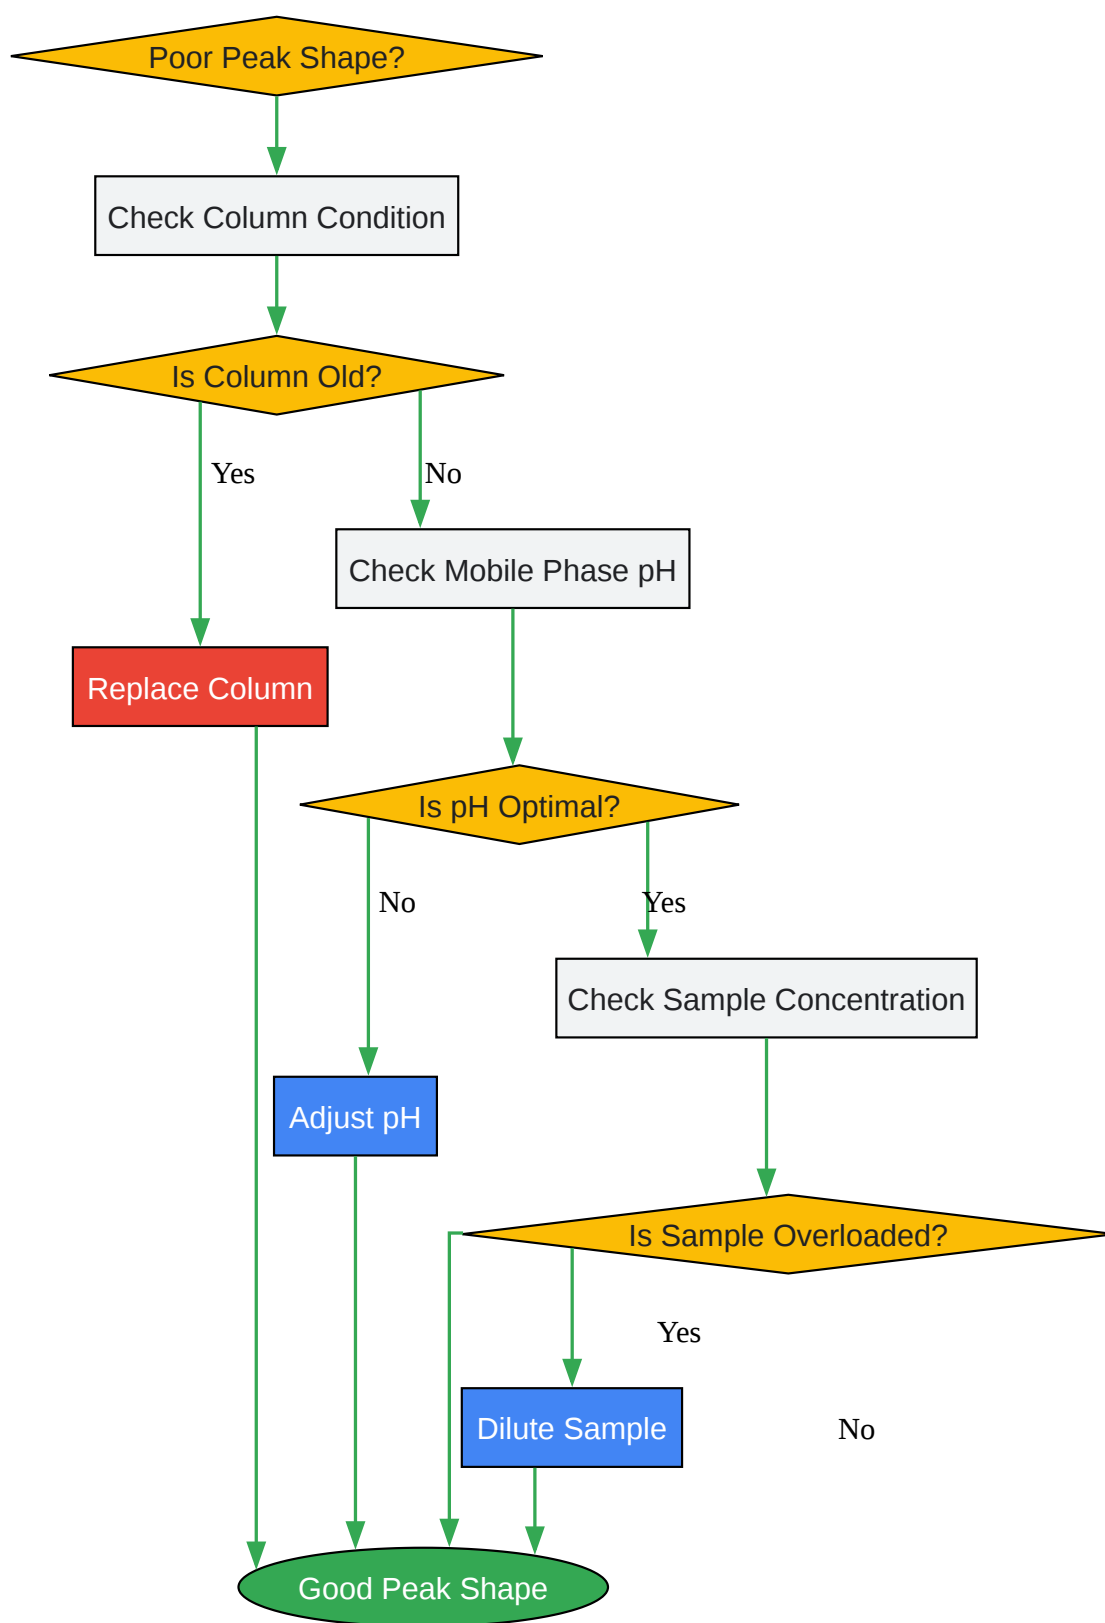 Poor Peak Shape?
Check Column Condition
Is Column Old?
Yes
No
Check Mobile Phase pH
Replace Column
Is pH Optimal?
No
Yes
Check Sample Concentration
Adjust pH
Is Sample Overloaded?
Yes
Dilute Sample
No
Good Peak Shape